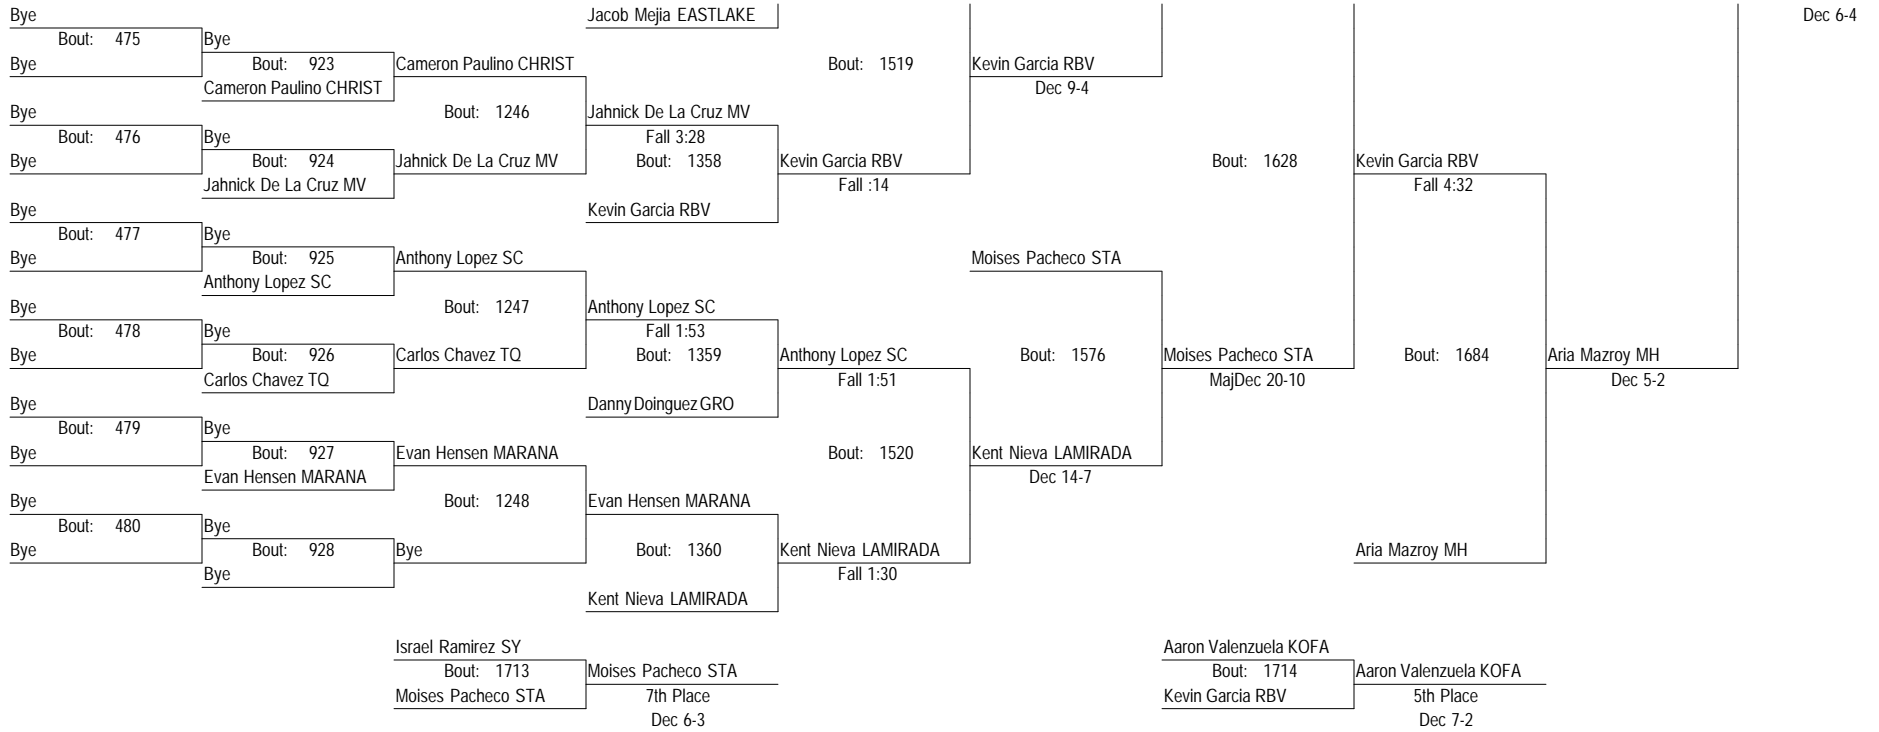 Bye
Jacob Mejia EASTLAKE
Dec 6-4
Bout: 475
Bye
Bye
Bout: 923
Cameron Paulino CHRIST
Bout: 1519
Kevin Garcia RBV
Cameron Paulino CHRIST
Dec 9-4
Bye
Bout: 1246
Jahnick De La Cruz MV
Bout: 476
Bye
Fall 3:28
Bye
Bout: 924
Jahnick De La Cruz MV
Bout: 1358
Kevin Garcia RBV
Bout: 1628
Kevin Garcia RBV
Jahnick De La Cruz MV
Fall :14
Fall 4:32
Bye
Kevin Garcia RBV
Bout: 477
Bye
Bye
Bout: 925
Anthony Lopez SC
Moises Pacheco STA
Anthony Lopez SC
Bye
Bout: 1247
Anthony Lopez SC
Bout: 478
Bye
Fall 1:53
Bye
Bout: 926
Carlos Chavez TQ
Bout: 1359
Anthony Lopez SC
Bout: 1576
Moises Pacheco STA
Bout: 1684
Aria Mazroy MH
Carlos Chavez TQ
Fall 1:51
MajDec 20-10
Dec 5-2
Bye
Danny Doinguez GRO
Bout: 479
Bye
Bye
Bout: 927
Evan Hensen MARANA
Bout: 1520
Kent Nieva LAMIRADA
Evan Hensen MARANA
Dec 14-7
Bye
Bout: 1248
Evan Hensen MARANA
Bout: 480
Bye
Bye
Bout: 928
Bye
Bout: 1360
Kent Nieva LAMIRADA
Aria Mazroy MH
Bye
Fall 1:30
Kent Nieva LAMIRADA
Israel Ramirez SY
Aaron Valenzuela KOFA
Bout: 1713
Moises Pacheco STA
Bout: 1714
Aaron Valenzuela KOFA
Moises Pacheco STA
7th Place
Kevin Garcia RBV
5th Place
Dec 6-3
Dec 7-2